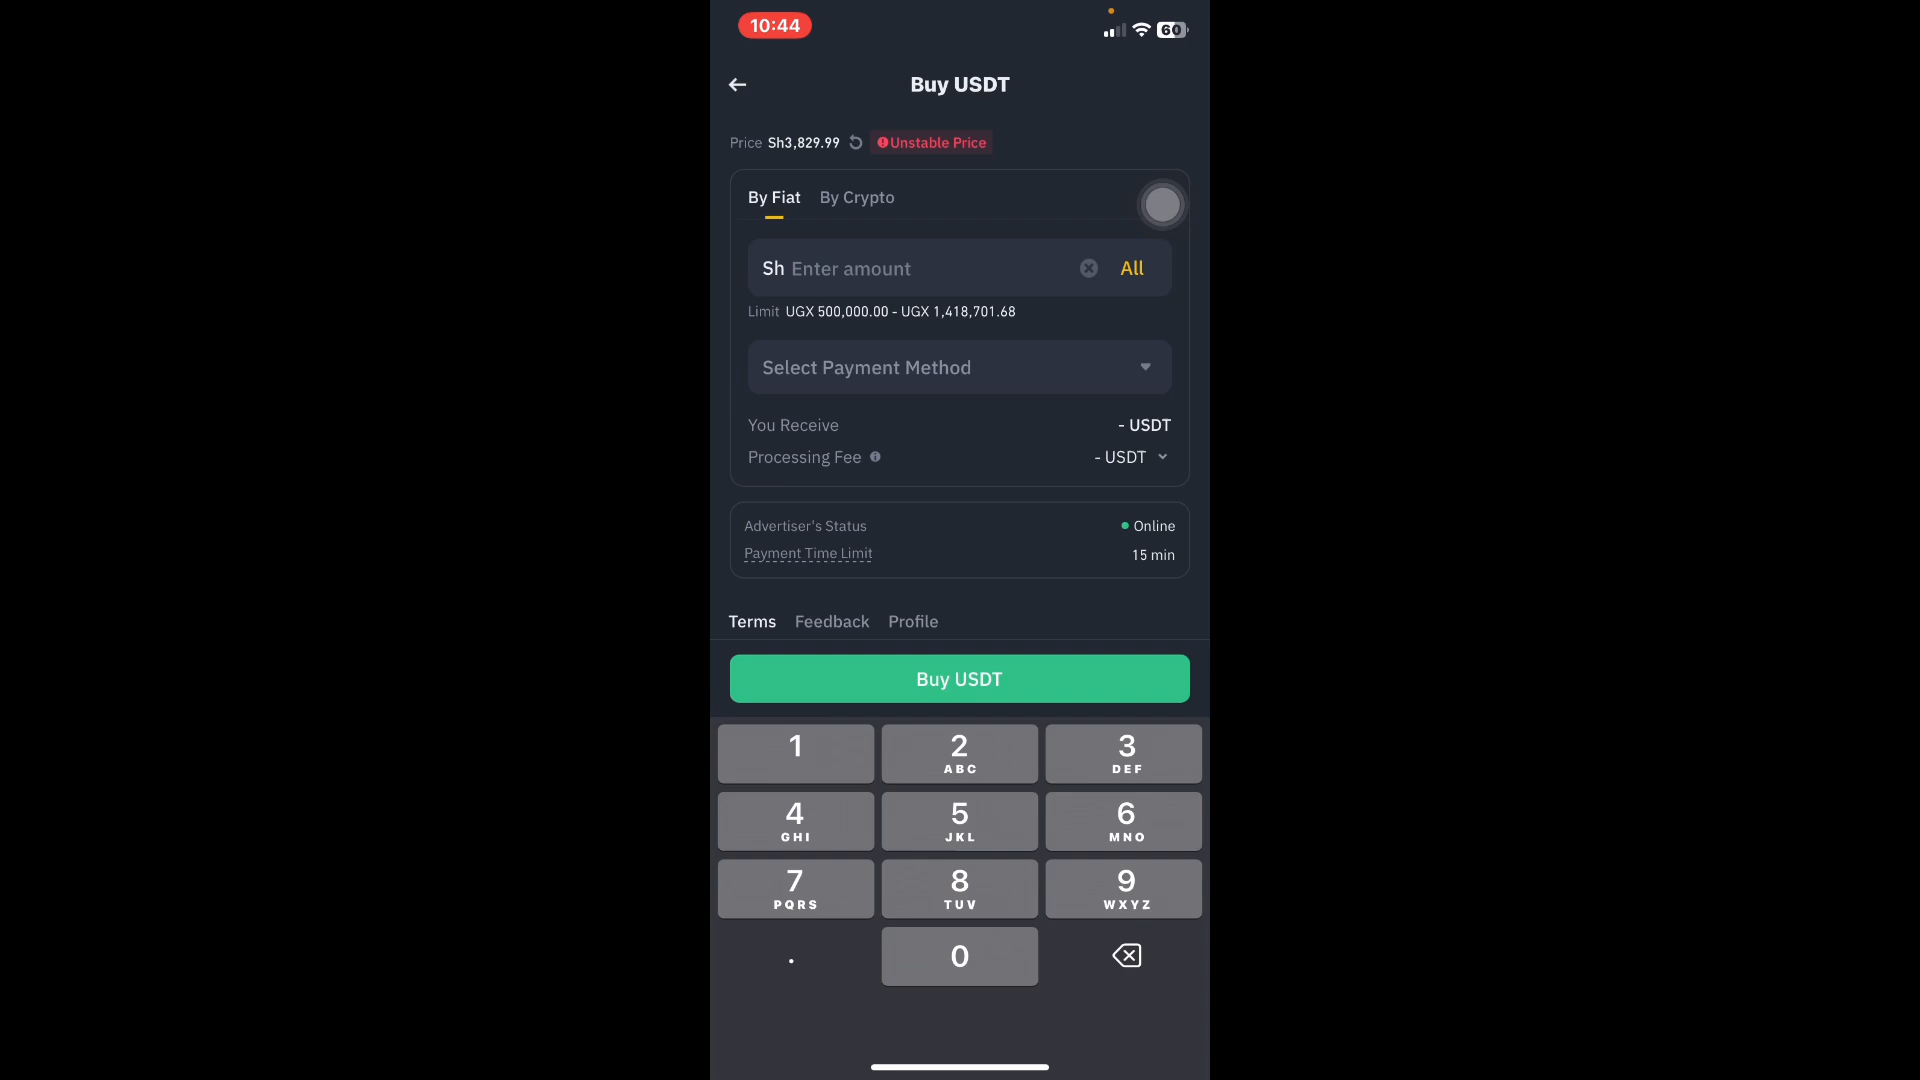 10:44
60
Buy USDT
Price Sh3,829.99 Unstable Price
By Fiat By Crypto
Sh Enter amount All
Limit UGX 500,000.00 - UGX 1,418,701.68
Select Payment Method
You Receive - USDT
Processing Fee - USDT
Advertiser's Status Online
Payment Time Limit 15 min
Terms Feedback Profile
Buy USDT
1 2 3
ABC DEF
4 5 6
GHI JKL MNO
7 8 9
PQRS TUV WXYZ
. 0